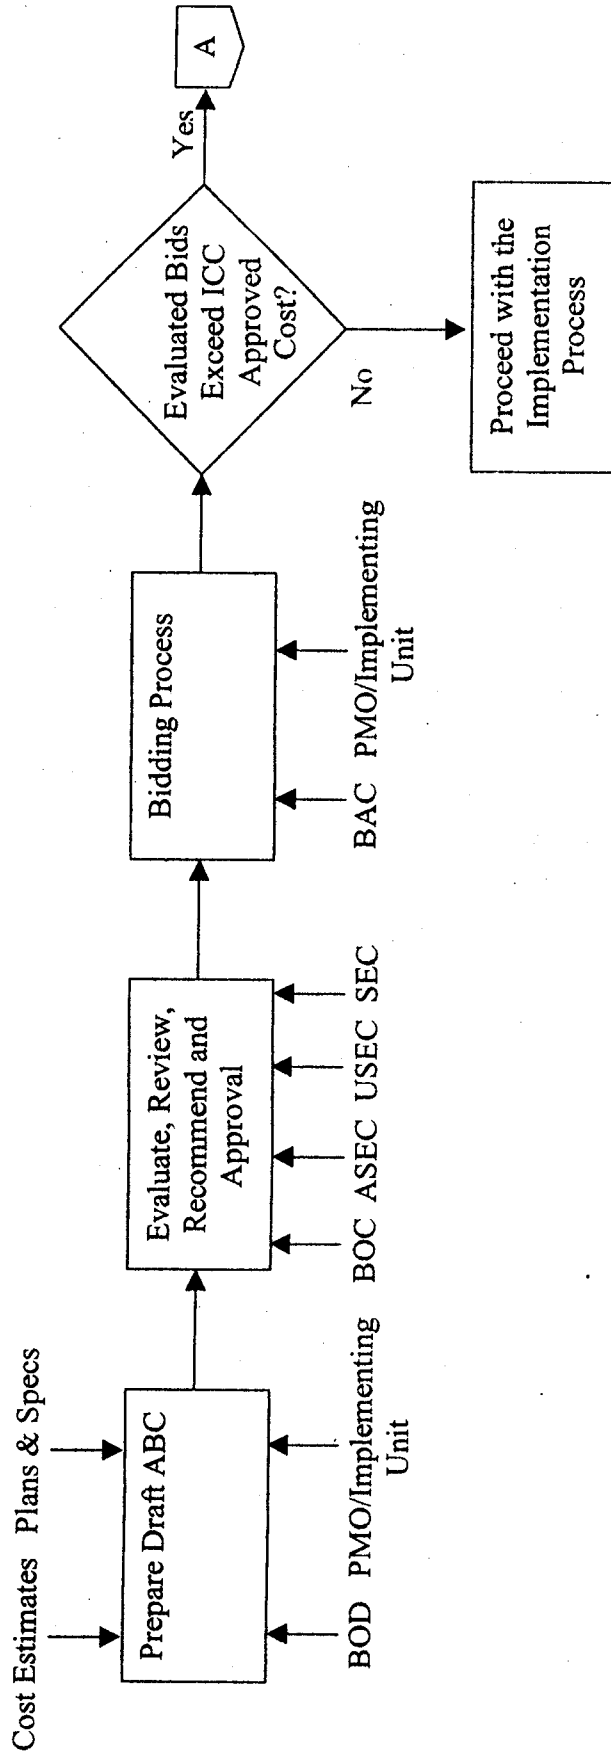 Cost Estimates Plans & Specs
Prepare Draft ABC
BOD PMO/Implementing
Unit
Evaluate, Review,
Recommend and
Approval
BOC ASEC USEC SEC
Bidding Process
BAC PMO/Implementing
Unit
Evaluated Bids
Exceed ICC
Approved
Cost?
Yes
A
No
Proceed with the
Implementation
Process